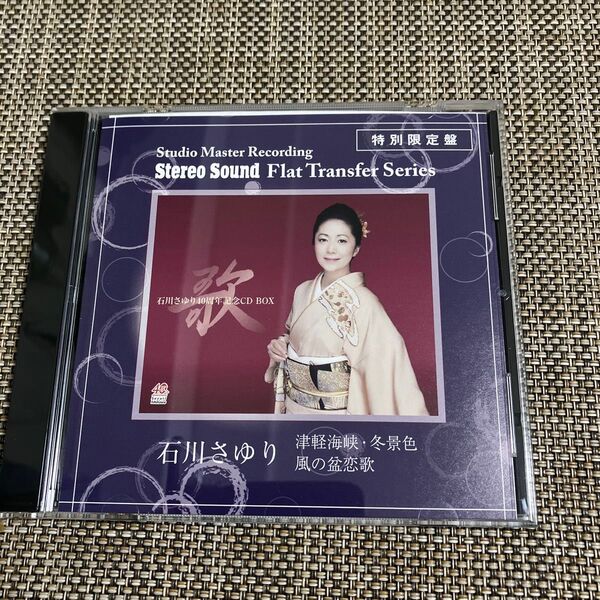 特別限定盤
Studio Master Recording
Stereo Sound Flat Transfer Series
歌
石川さゆり40周年記念CD BOX
40
石川さゆり
津軽海峡・冬景色
風の盆恋歌